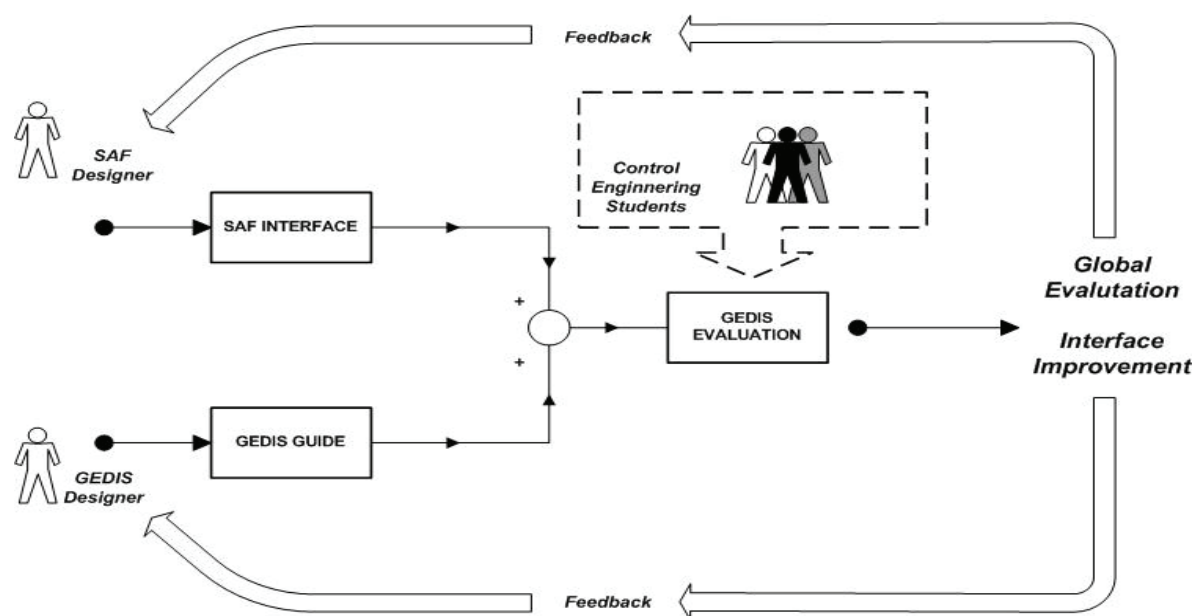 Feedback
SAF
Designer
Control
Enginnering
Students
SAF INTERFACE
+
GEDIS
EVALUATION
Global
Evalutation
Interface
Improvement
+
GEDIS GUIDE
GEDIS
Designer
Feedback